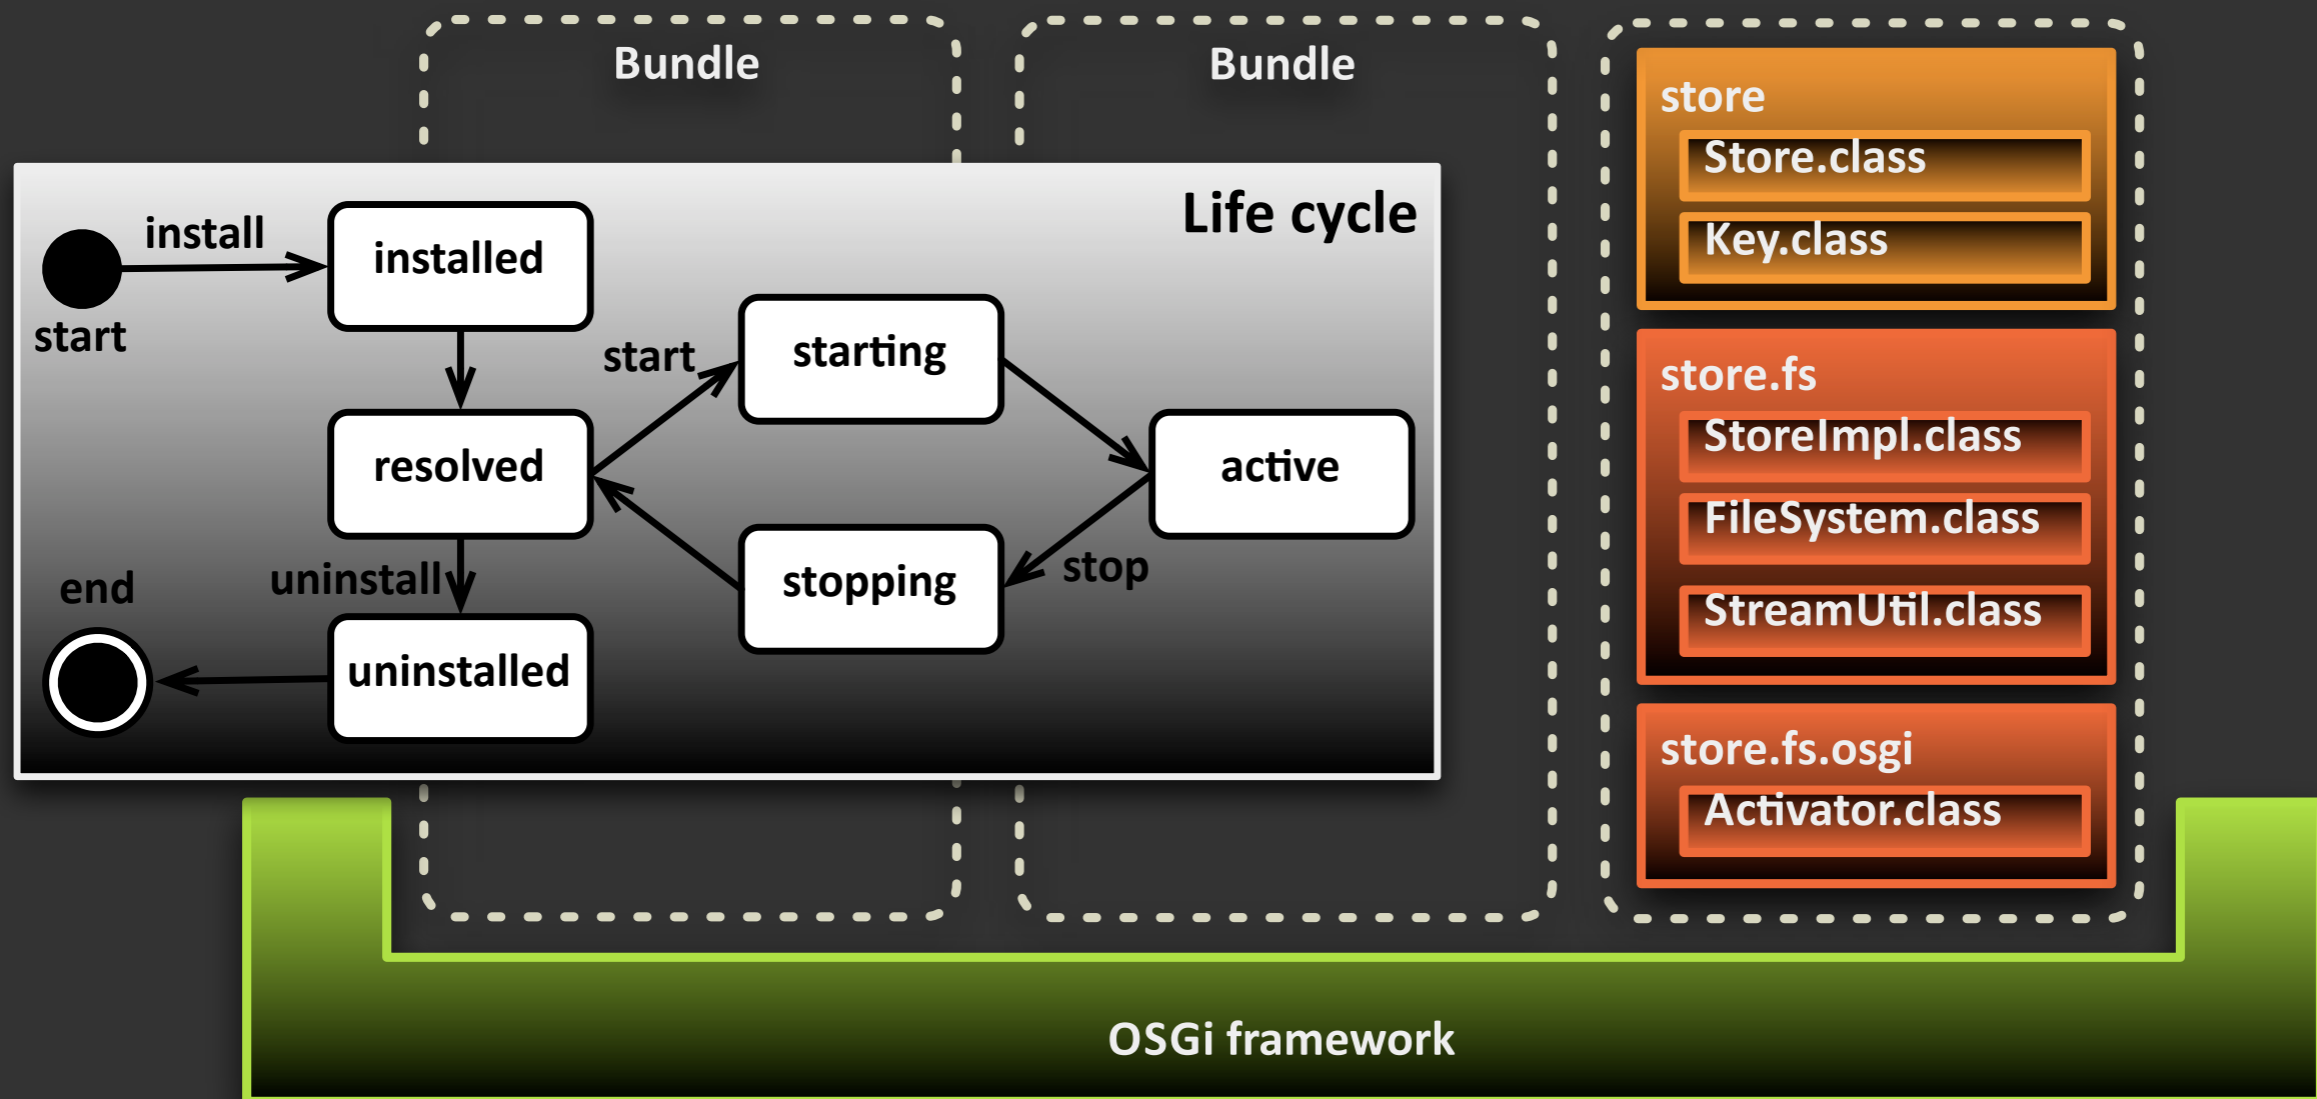 Bundle
Bundle
Life cycle
install
installed
start
start
starting
resolved
active
uninstall
stopping
stop
end
uninstalled
store
Store.class
Key.class
store.fs
StoreImpl.class
FileSystem.class
StreamUtil.class
store.fs.osgi
Activator.class
OSGi framework